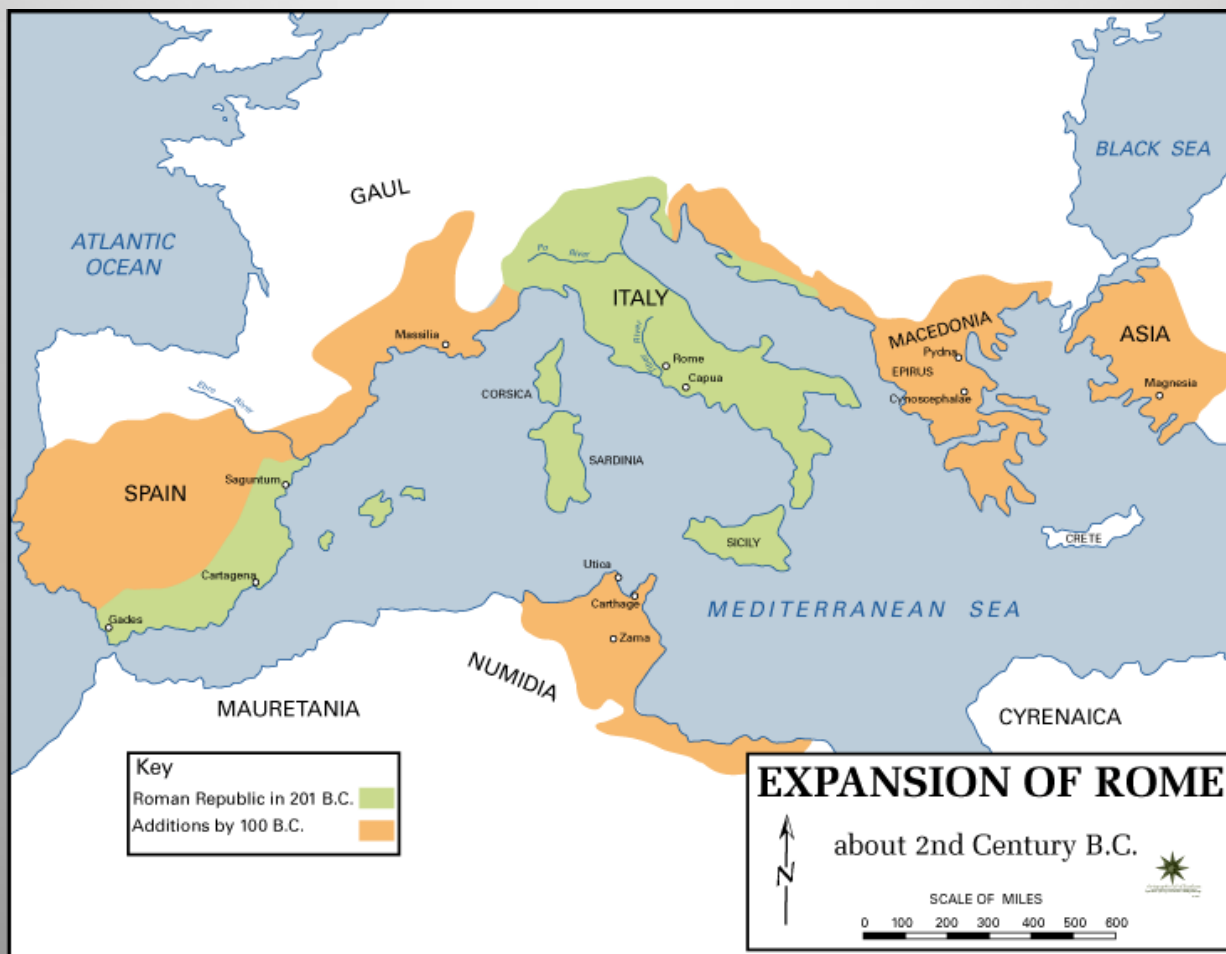 BLACK SEA
GAUL
ATLANTIC
OCEAN
Po River
ITALY
MACEDONIA
ASIA
Massilia
River
Rome
Pydna
EPIRUS
Capua
Magnesia
Ebro River
CORSICA
Cynoscephalae
SARDINIA
Saguntum
SPAIN
SICILY
CRETE
Utica
Cartagena
Carthage
MEDITERRANEAN SEA
Gades
Zama
NUMIDIA
MAURETANIA
CYRENAICA
Key
Roman Republic in 201 B.C.
Additions by 100 B.C.
EXPANSION OF ROME
about 2nd Century B.C.
N
SCALE OF MILES
0 100 200 300 400 500 600